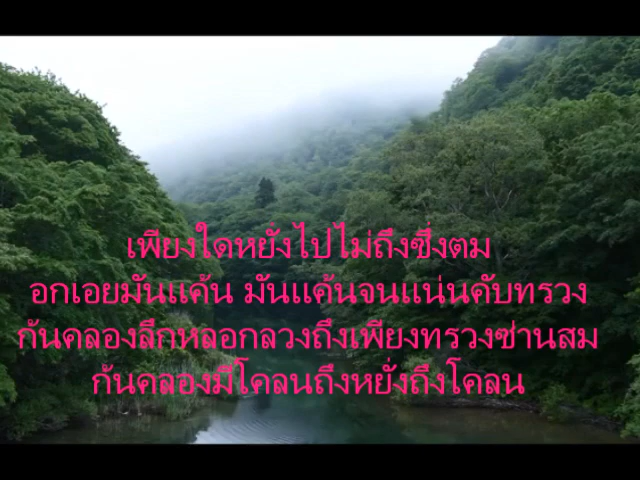 เพียงใดหยั่งไปไม่ถึงซึ่งตม
อกเอยมันแค้น มันแค้นจนแน่นคับทรวง
ก้นคลองลึกหลอกลวงถึงเพียงทรวงซ่านสม
ก้นคลองมีโคลนถึงหยั่งถึงโคลน